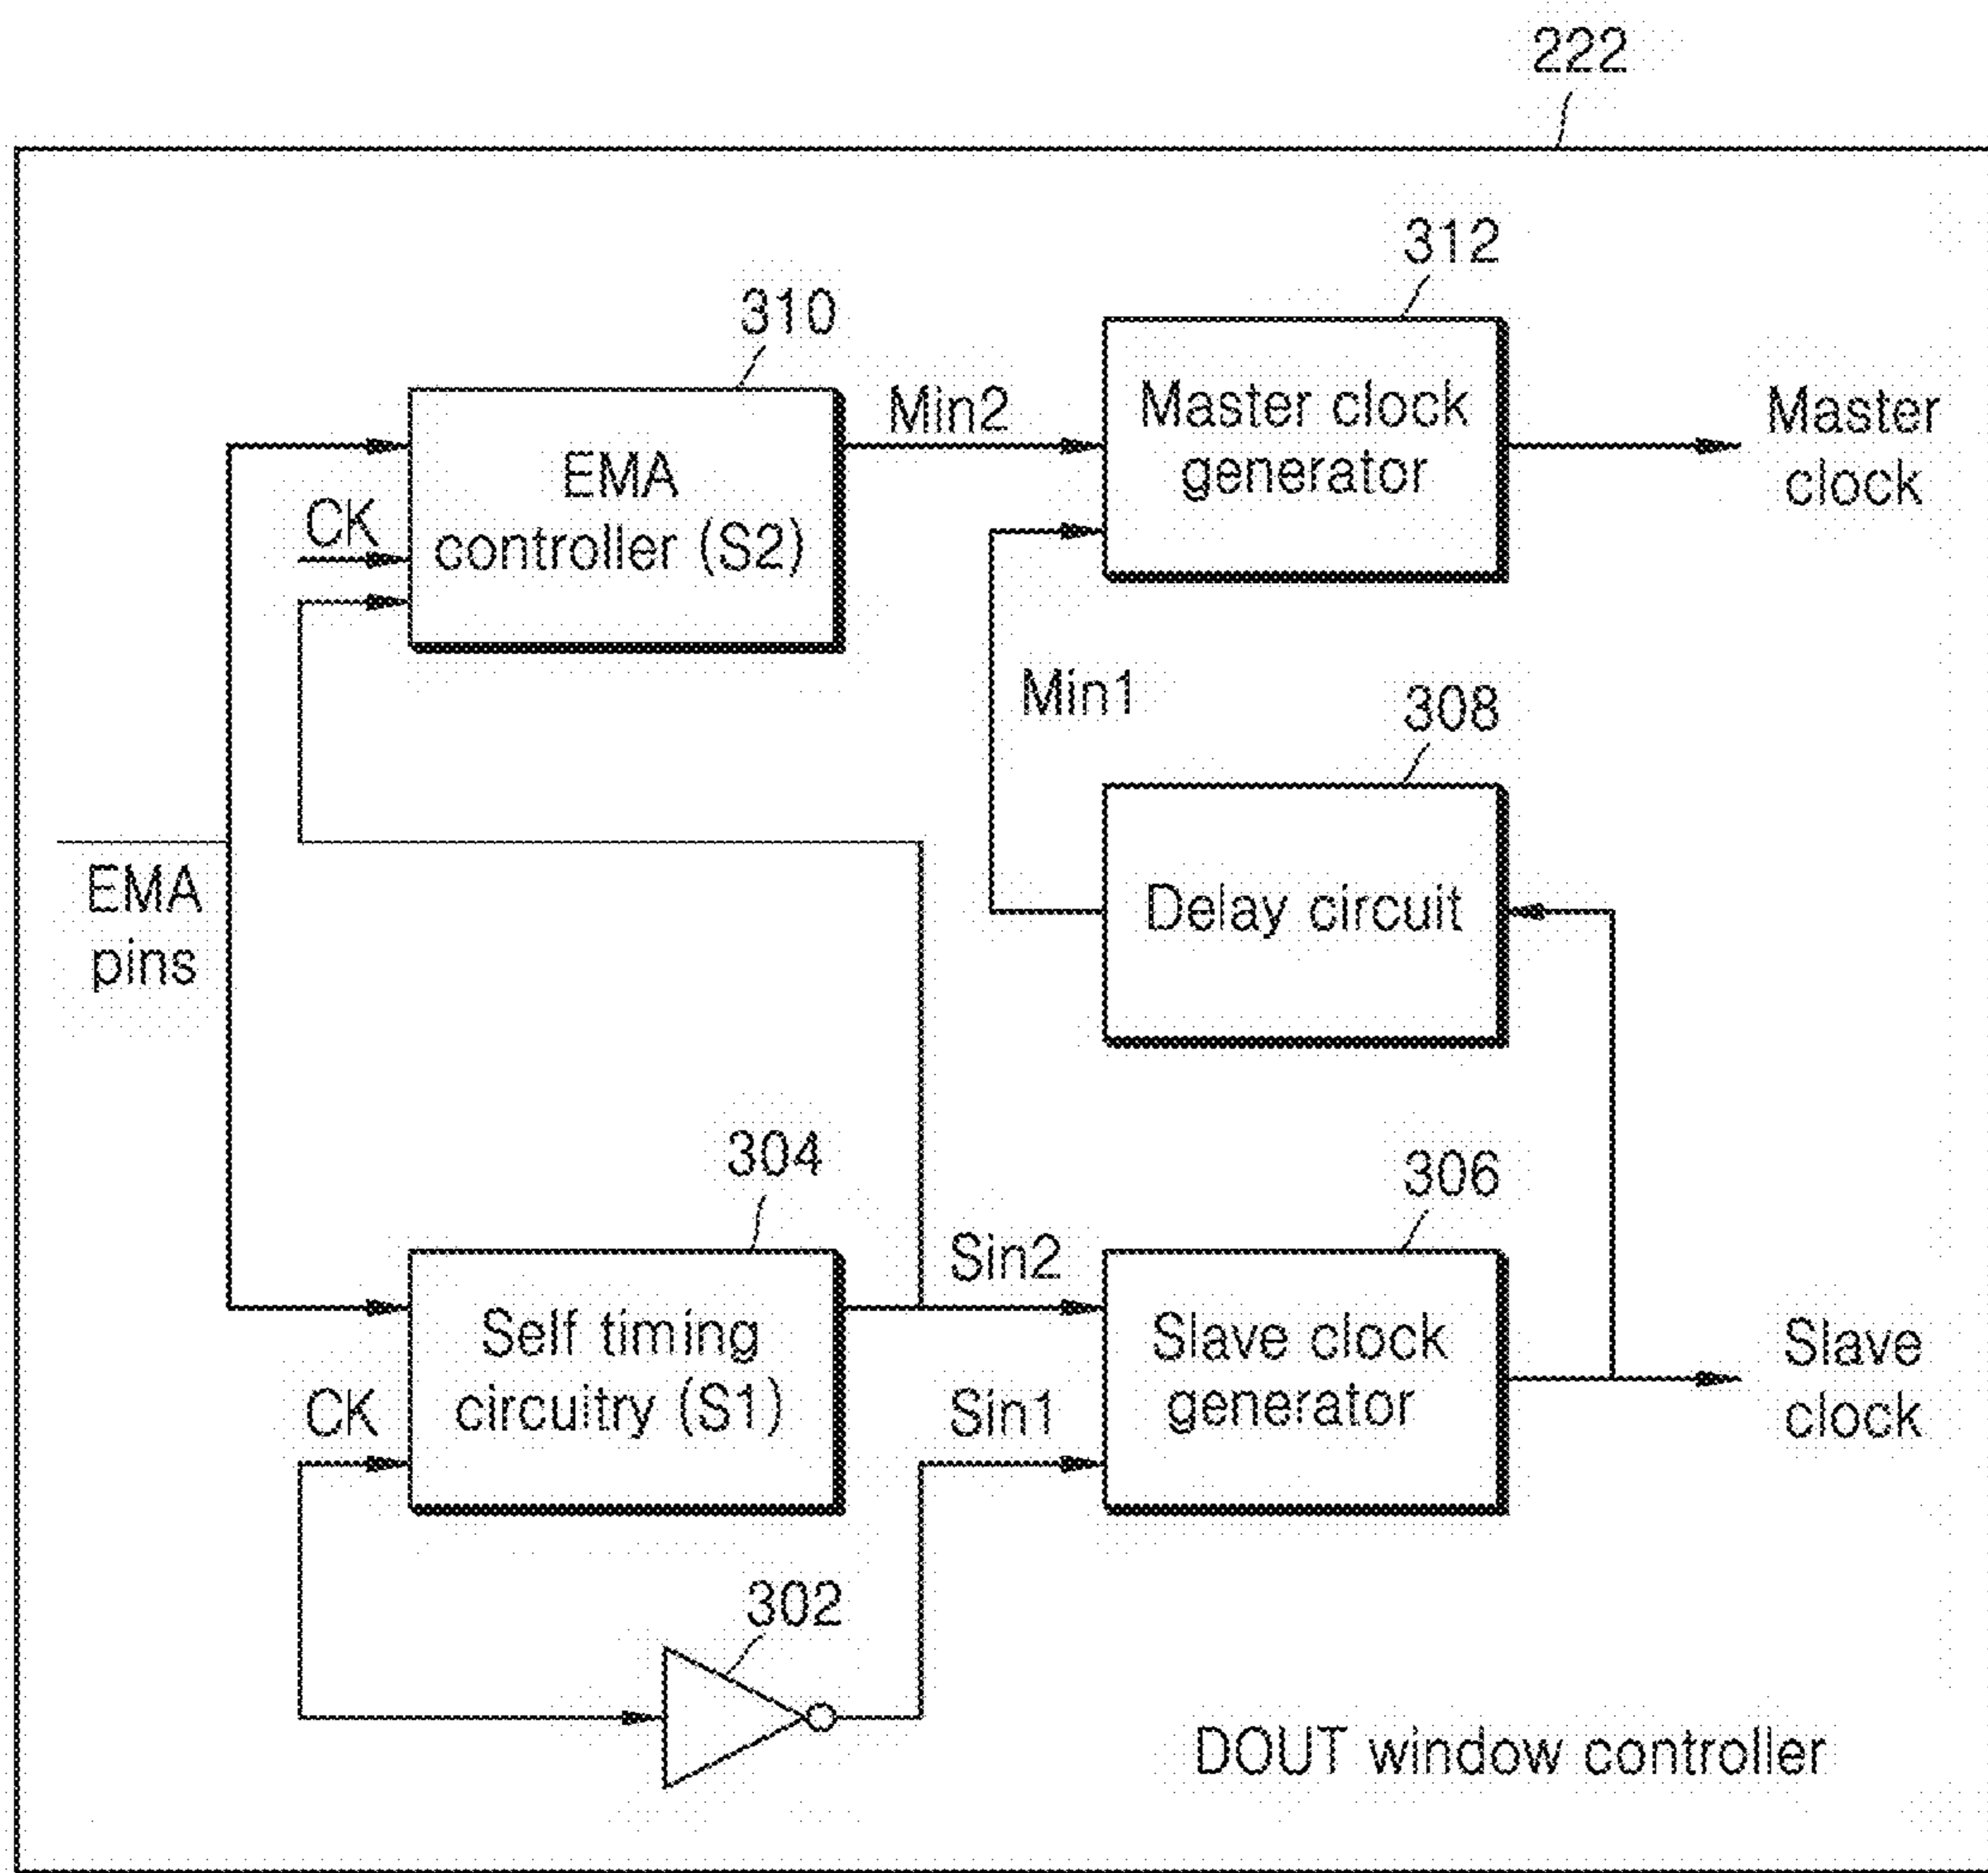 222
312
310
Min2
Master clock
generator
Master
clock
EMA
controller (S2)
CK
Min1
308
Delay circuit
EMA
pins
304
306
Sin2
Self timing
circuitry (S1)
Slave clock
generator
Slave
clock
CK
Sin1
302
DOUT window controller